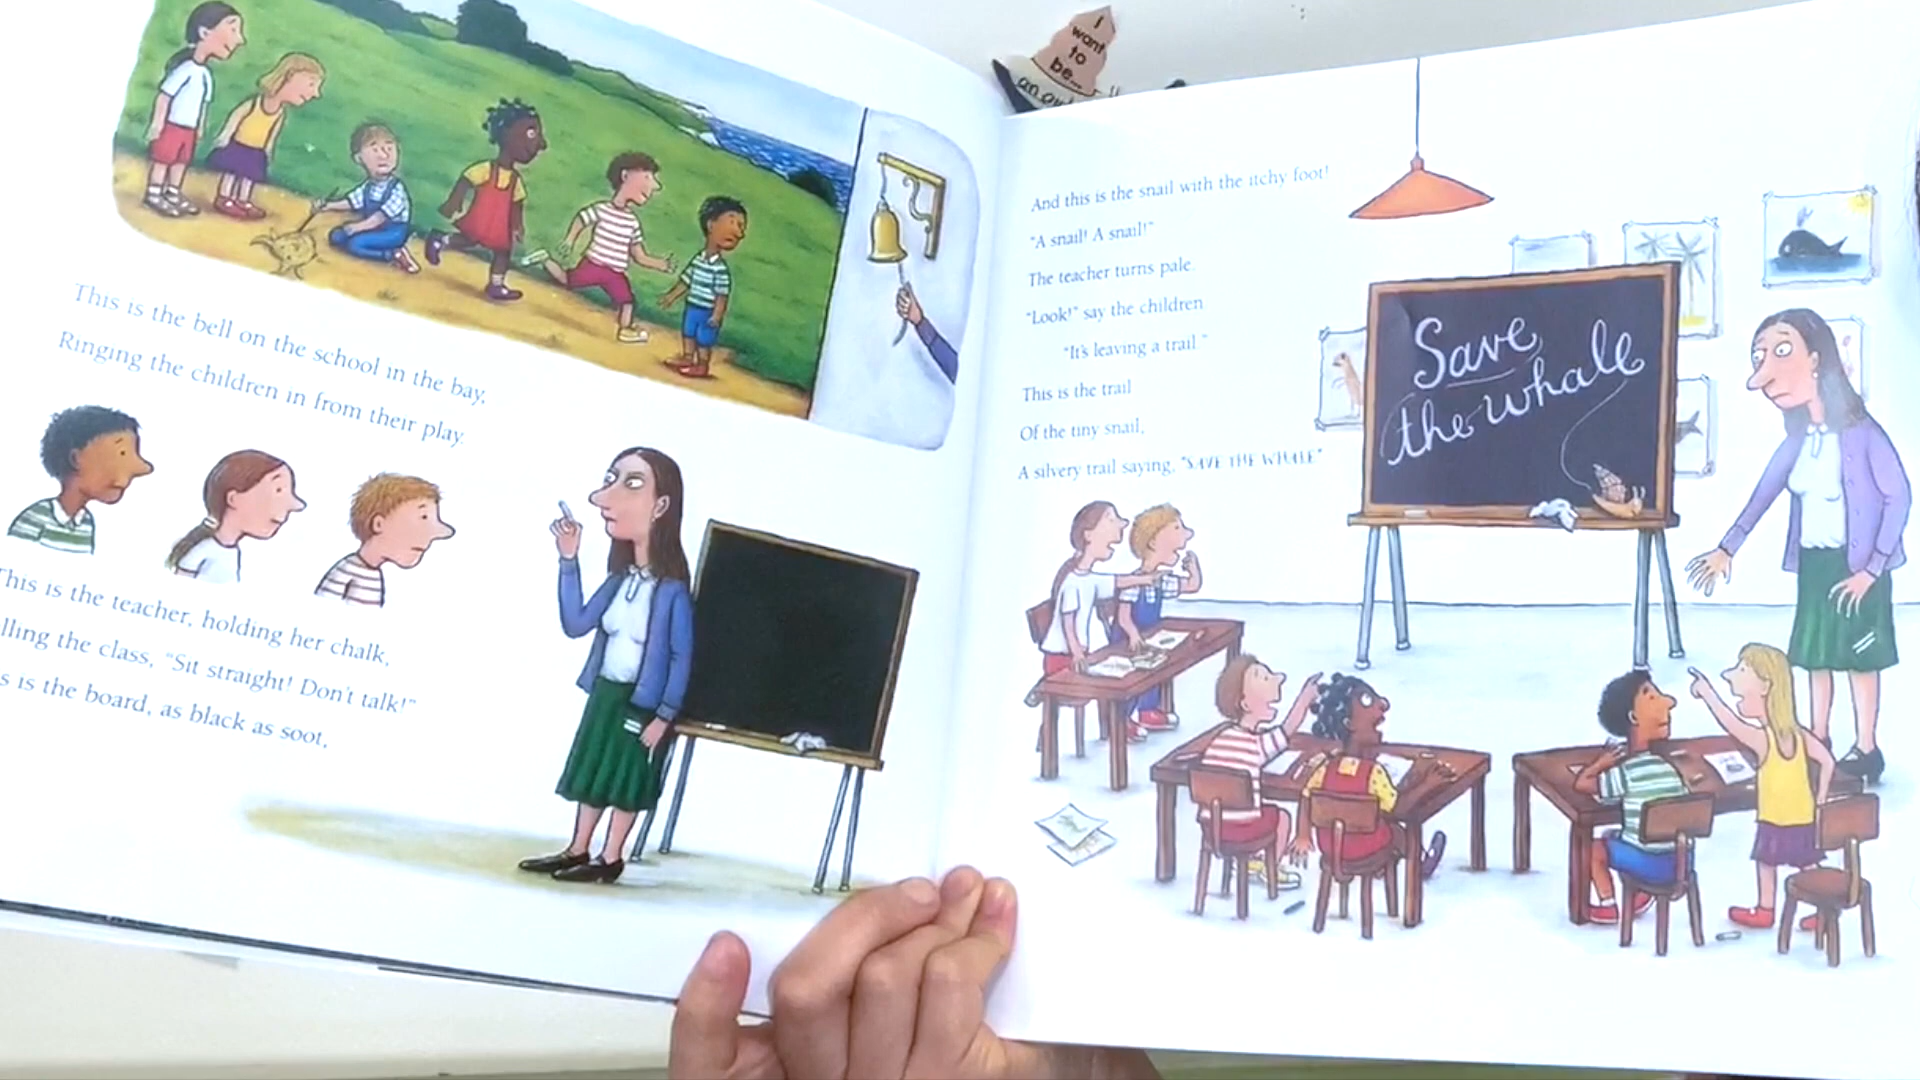 I
want
to
be...
an
This is the bell on the school in the bay,
Ringing the children in from their play.
This is the teacher, holding her chalk,
lling the class, "Sit straight! Don't talk!"
s is the board, as black as soot,
And this is the snail with the itchy foot!
"A snail! A snail!"
The teacher turns pale.
"Look!" say the children.
"It's leaving a trail."
This is the trail
Of the tiny snail,
A silvery trail saying, "SAVE THE WHALE"
Save
the whale